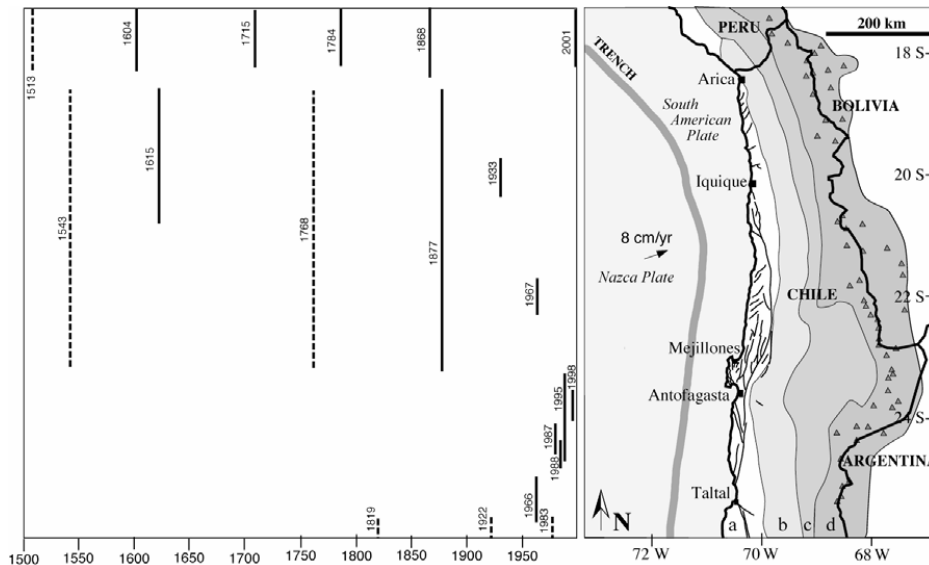 1513
1543
1604
1615
1715
1768
1784
1819
1868
1877
1922
1933
1967
1966
1983
1987
1988
1995
1998
2001
1500
1550
1600
1650
1700
1750
1800
1850
1900
1950
PERU
200 km
18 S
TRENCH
Arica
South
American
Plate
BOLIVIA
20 S
Iquique
8 cm/yr
Nazca Plate
CHILE
22 S
Mejillones
Antofagasta
24 S
ARGENTINA
Taltal
N
a
b
c
d
72 W
70 W
68 W